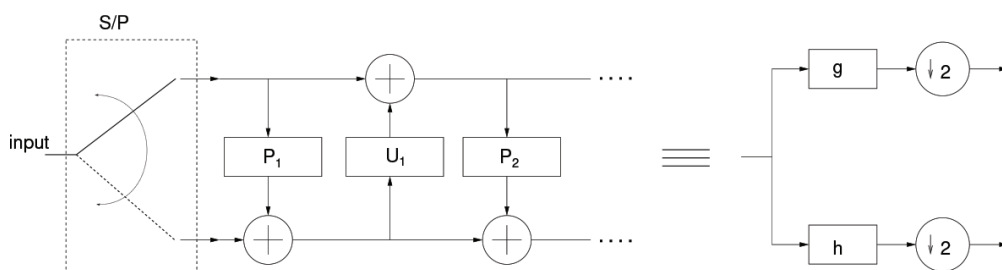 S/P
input
P₁
U₁
P₂
....
....
g
↓ 2
h
↓ 2